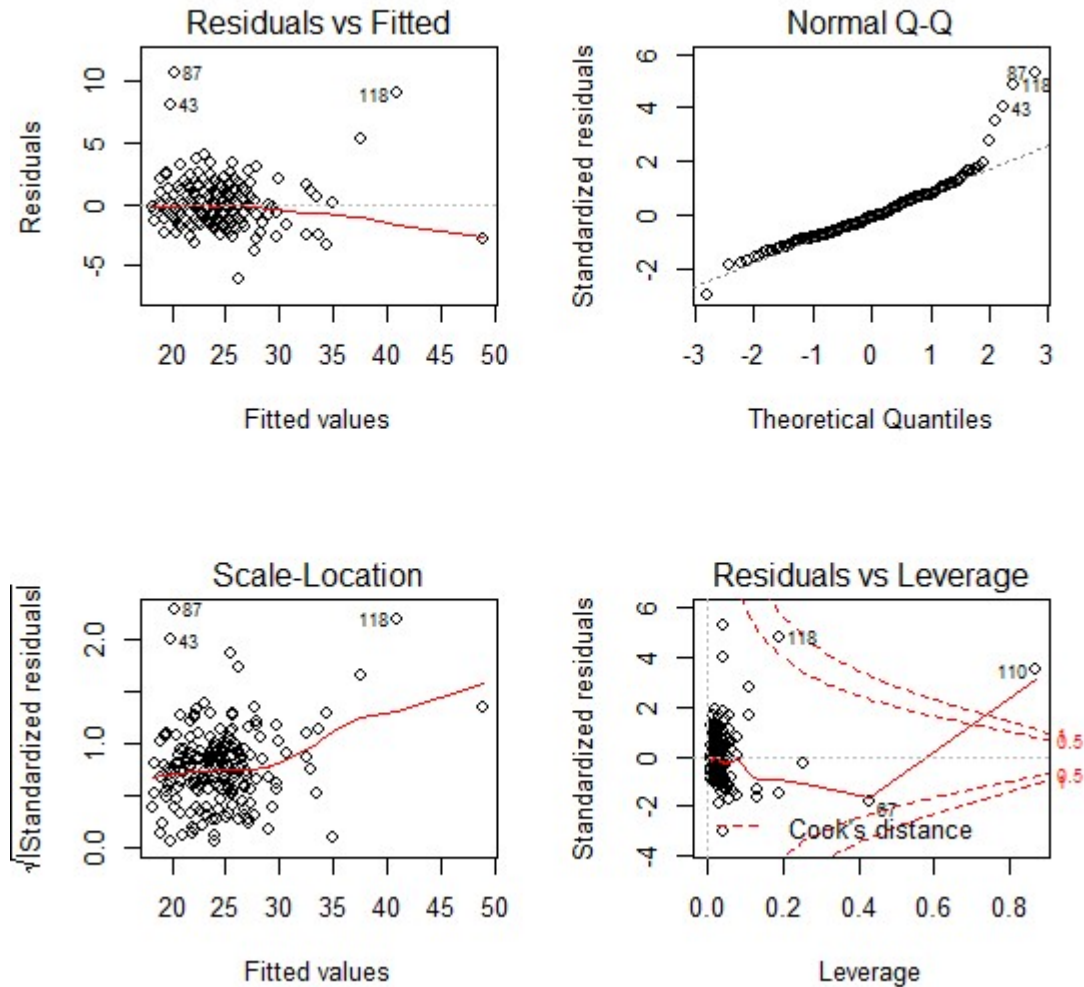 Residuals vs Fitted
Residuals
10
5
0
-5
87
43
118
20 25 30 35 40 45 50
Fitted values
Normal Q-Q
Standardized residuals
6
4
2
0
-2
87
118
43
-3 -2 -1 0 1 2 3
Theoretical Quantiles
Scale-Location
√|Standardized residuals|
2.0
1.0
0.0
87
43
118
20 25 30 35 40 45 50
Fitted values
Residuals vs Leverage
Standardized residuals
6
4
2
0
-2
-4
118
110
67
1
0.5
0.5
1
Cook's distance
0.0 0.2 0.4 0.6 0.8
Leverage